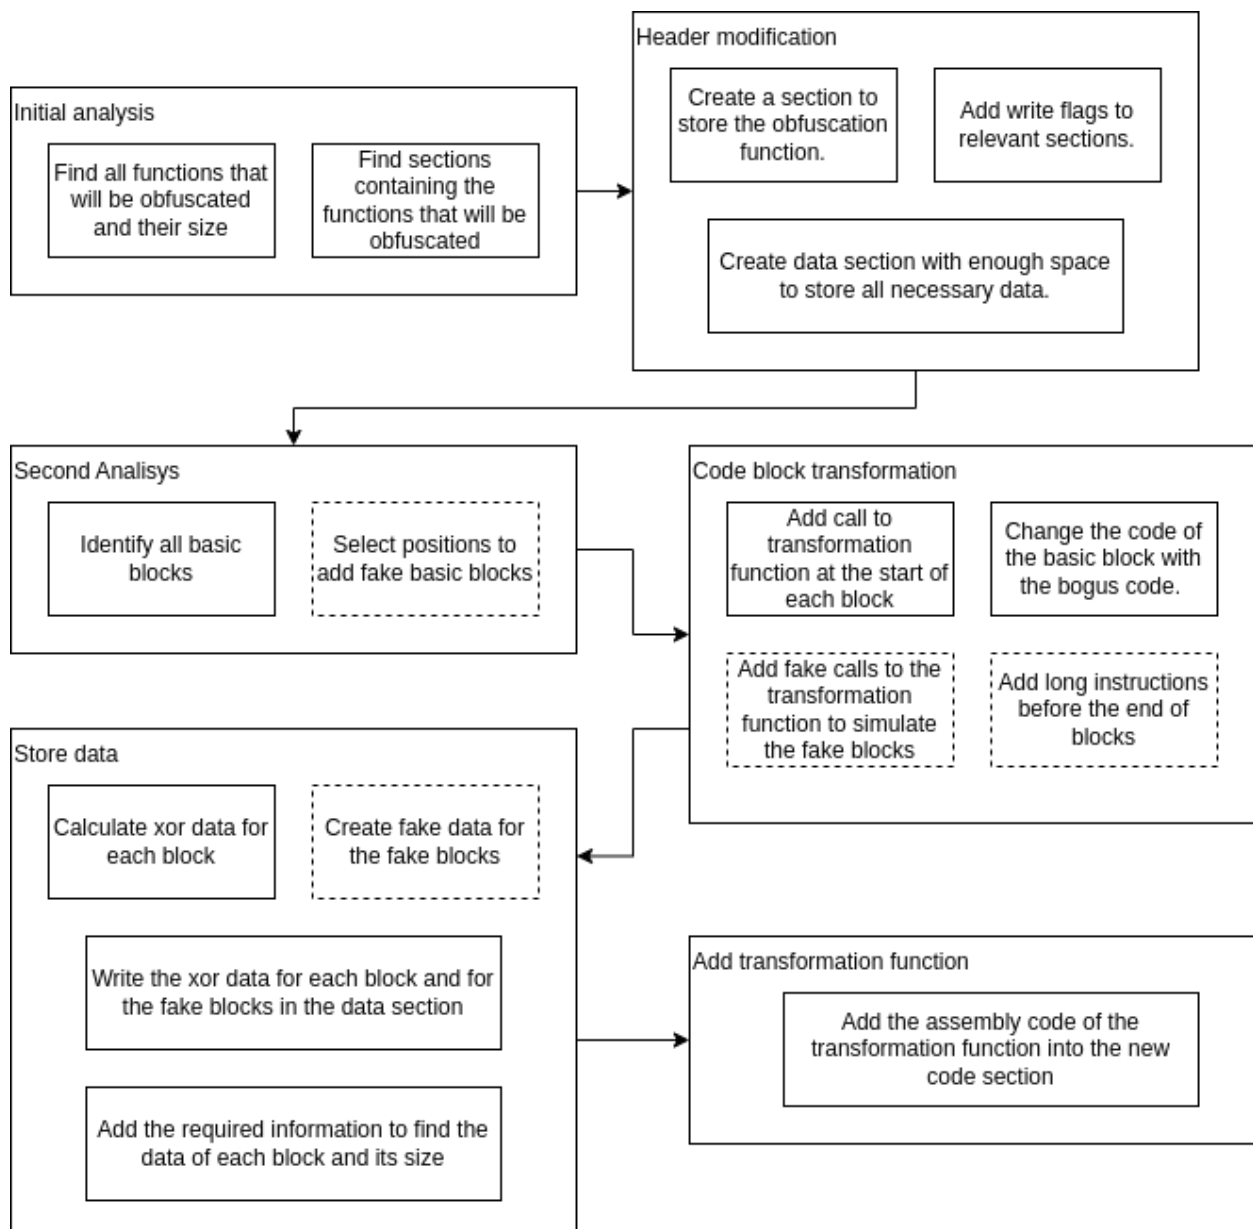 Initial analysis
Find all functions that
will be obfuscated
and their size
Find sections
containing the
functions that will be
obfuscated
Header modification
Create a section to
store the obfuscation
function.
Add write flags to
relevant sections.
Create data section with enough space
to store all necessary data.
Second Analisys
Identify all basic
blocks
Select positions to
add fake basic blocks
Code block transformation
Add call to
transformation
function at the start of
each block
Change the code of
the basic block with
the bogus code.
Add fake calls to the
transformation
function to simulate
the fake blocks
Add long instructions
before the end of
blocks
Store data
Calculate xor data for
each block
Create fake data for
the fake blocks
Write the xor data for each block and for
the fake blocks in the data section
Add the required information to find the
data of each block and its size
Add transformation function
Add the assembly code of the
transformation function into the new
code section